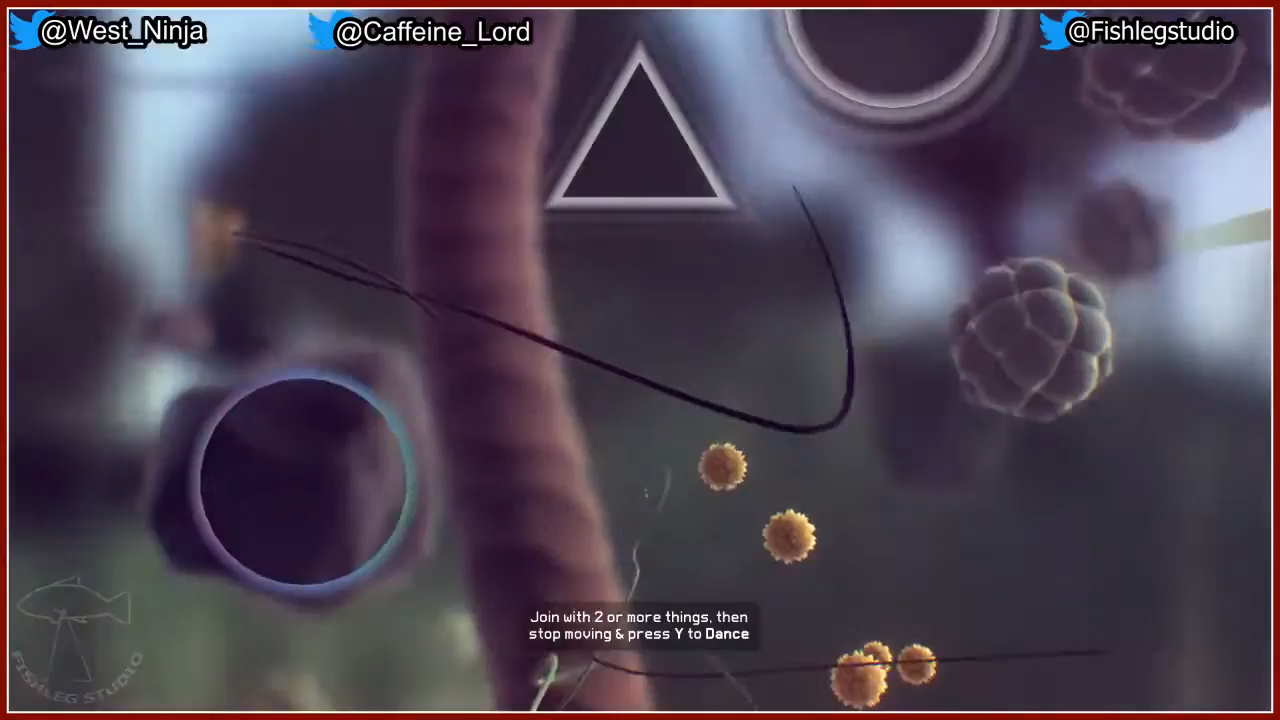 @West_Ninja
@Caffeine_Lord
@Fishlegstudio
Join with 2 or more things, then
stop moving & press Y to Dance
FISHLEG STUDIO